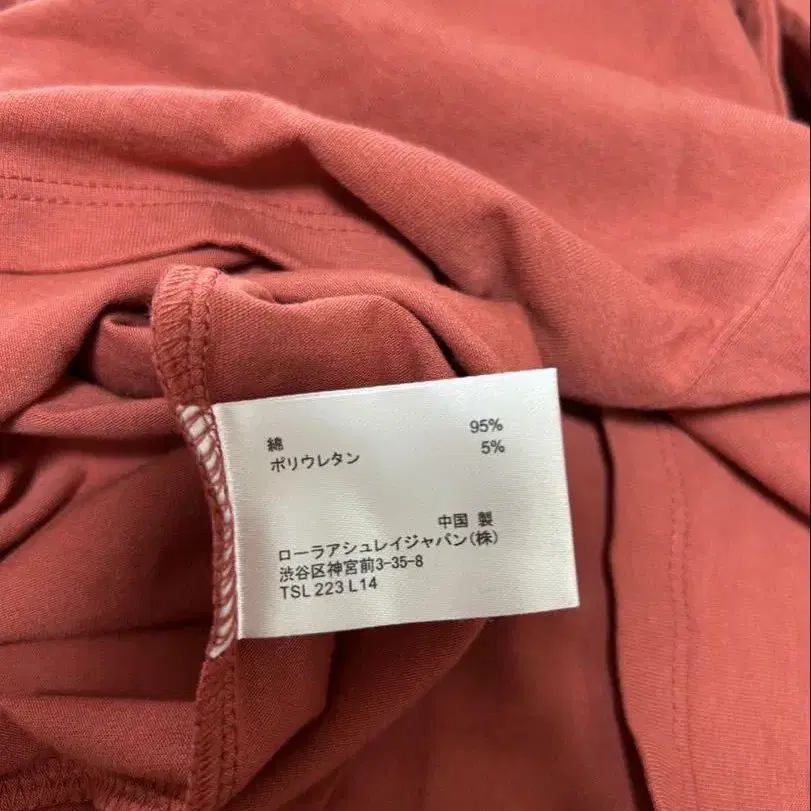 綿 95%
ポリウレタン 5%
中国 製
ローラアシュレイジャパン(株)
渋谷区神宮前3-35-8
TSL 223 L14